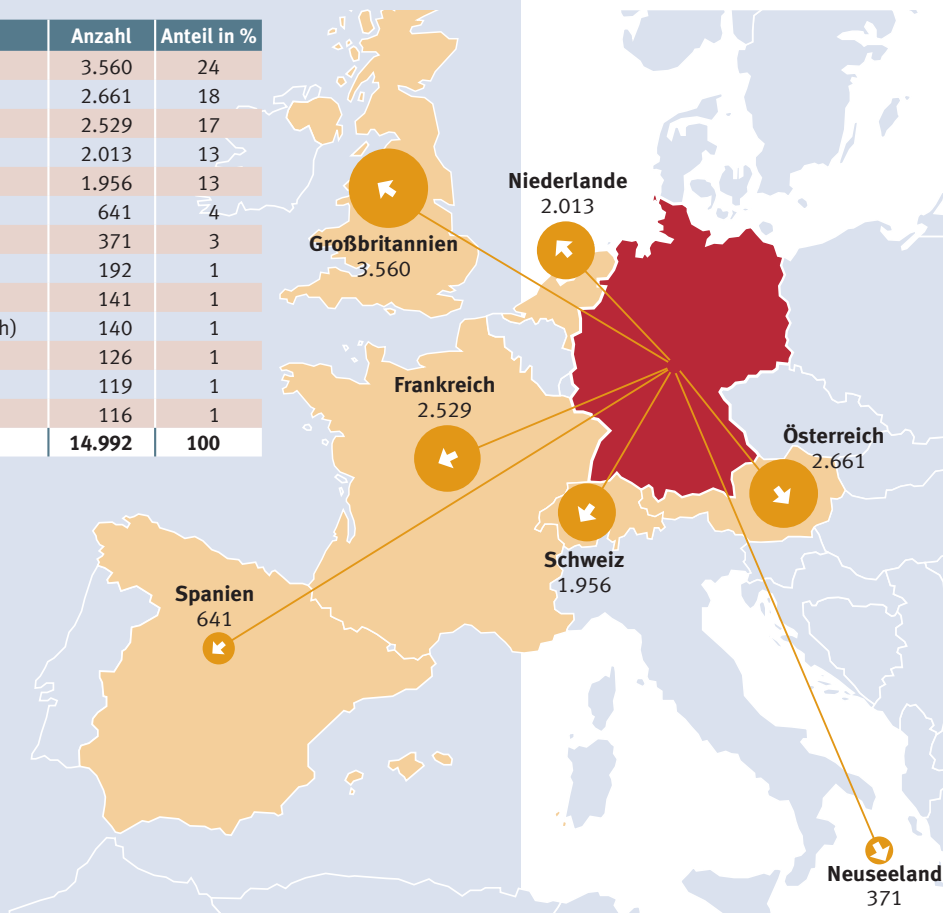 Anzahl Anteil in %
3.560 24
2.661 18
2.529 17
2.013 13
1.956 13
641 4
371 3
192 1
141 1
h) 140 1
126 1
119 1
116 1
14.992 100
Niederlande
2.013
Großbritannien
3.560
Frankreich
2.529
Österreich
2.661
Schweiz
1.956
Spanien
641
Neuseeland
371